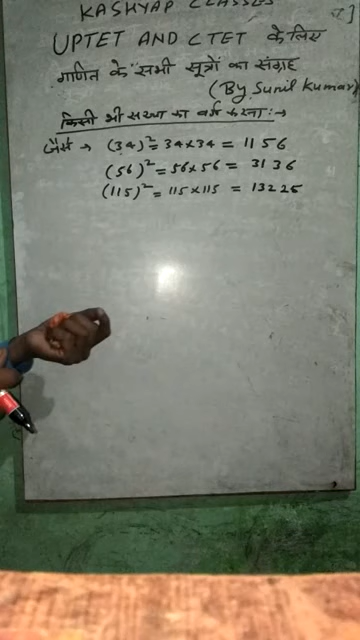 KASHYAP CLASSES
UPTET AND CTET के लिए
गणित के सभी सूत्रों का संग्रह
(By Sunil Kumar)
किसी भी का वर्ग करना:→
जैसे → (34)² = 34×34 = 1156
(56)² = 56×56 = 3136
(115)² = 115×115 = 13225